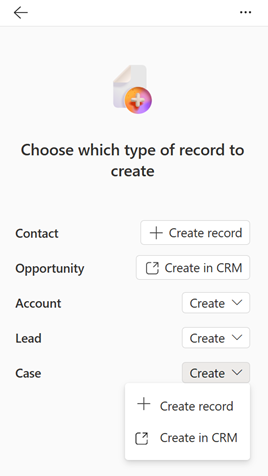 Choose which type of record to
create
Contact
Create record
Opportunity
Create in CRM
Account
Create
Lead
Create
Case
Create
Create record
Create in CRM